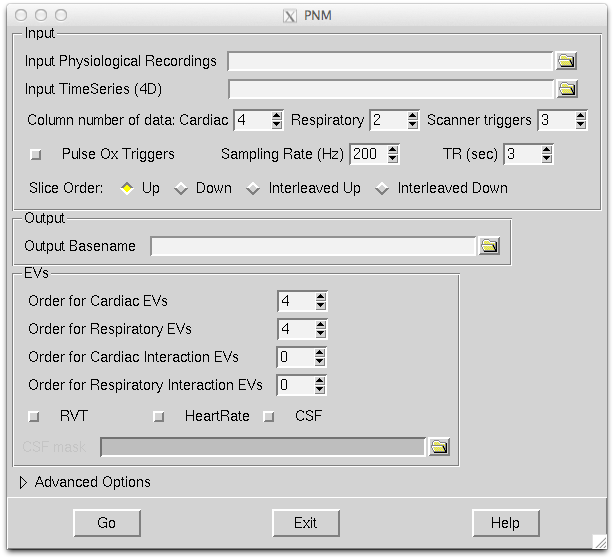 PNM
Input
Input Physiological Recordings
Input TimeSeries (4D)
Column number of data: Cardiac 4 Respiratory 2 Scanner triggers 3
Pulse Ox Triggers Sampling Rate (Hz) 200 TR (sec) 3
Slice Order: Up Down Interleaved Up Interleaved Down
Output
Output Basename
EVs
Order for Cardiac EVs 4
Order for Respiratory EVs 4
Order for Cardiac Interaction EVs 0
Order for Respiratory Interaction EVs 0
RVT HeartRate CSF
CSF mask
Advanced Options
Go Exit Help